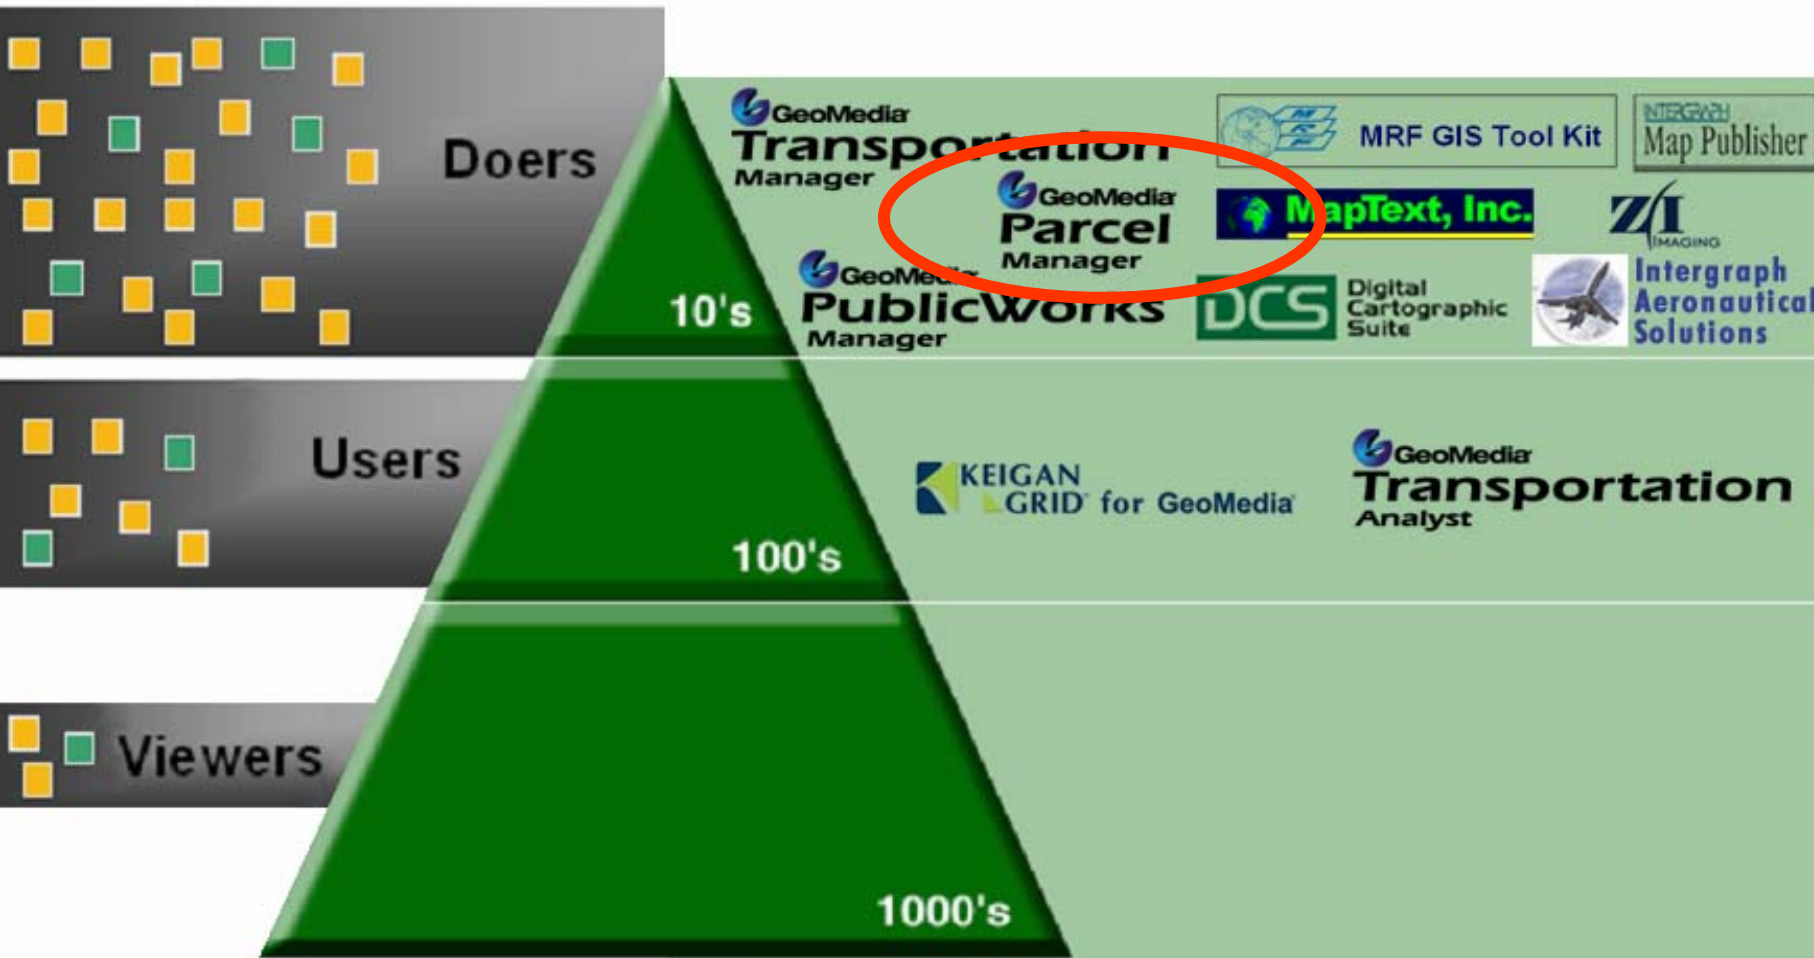 Doers
10's
GeoMedia
Transportation
Manager
GeoMedia
Parcel
Manager
GeoMedia
PublicWorks
Manager
MRF
MRF GIS Tool Kit
INTERGRAPH
Map Publisher
MapText, Inc.
Z/I
IMAGING
DCS
Digital
Cartographic
Suite
Intergraph
Aeronautical
Solutions
Users
100's
KEIGAN
GRID for GeoMedia
GeoMedia
Transportation
Analyst
Viewers
1000's